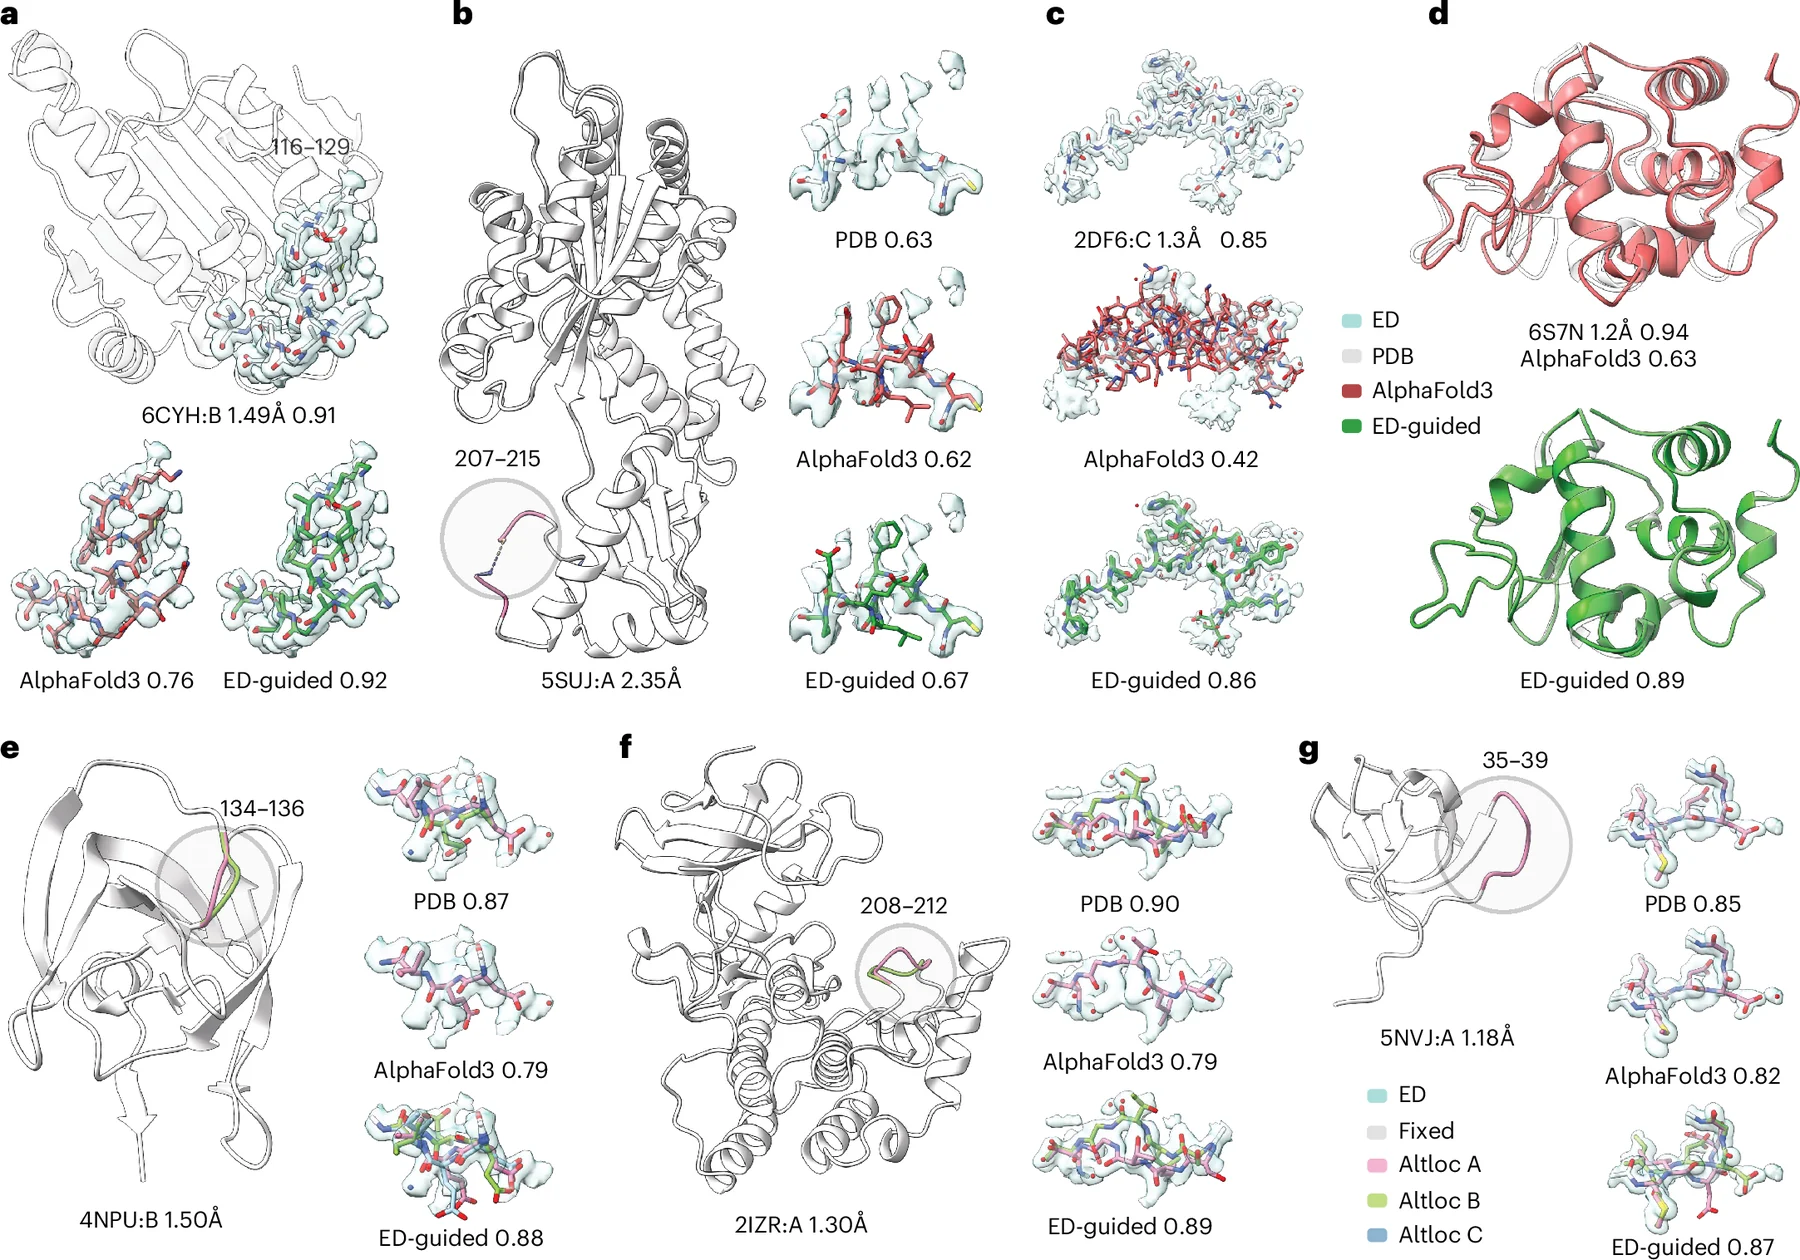 a
116–129
6CYH:B 1.49Å 0.91
AlphaFold3 0.76
ED-guided 0.92
b
207–215
5SUJ:A 2.35Å
PDB 0.63
AlphaFold3 0.62
ED-guided 0.67
c
2DF6:C 1.3Å 0.85
AlphaFold3 0.42
ED-guided 0.86
d
ED
PDB
AlphaFold3
ED-guided
6S7N 1.2Å 0.94
AlphaFold3 0.63
ED-guided 0.89
e
134–136
4NPU:B 1.50Å
PDB 0.87
AlphaFold3 0.79
ED-guided 0.88
f
208–212
2IZR:A 1.30Å
PDB 0.90
AlphaFold3 0.79
ED-guided 0.89
g
35–39
5NVJ:A 1.18Å
ED
Fixed
Altloc A
Altloc B
Altloc C
PDB 0.85
AlphaFold3 0.82
ED-guided 0.87